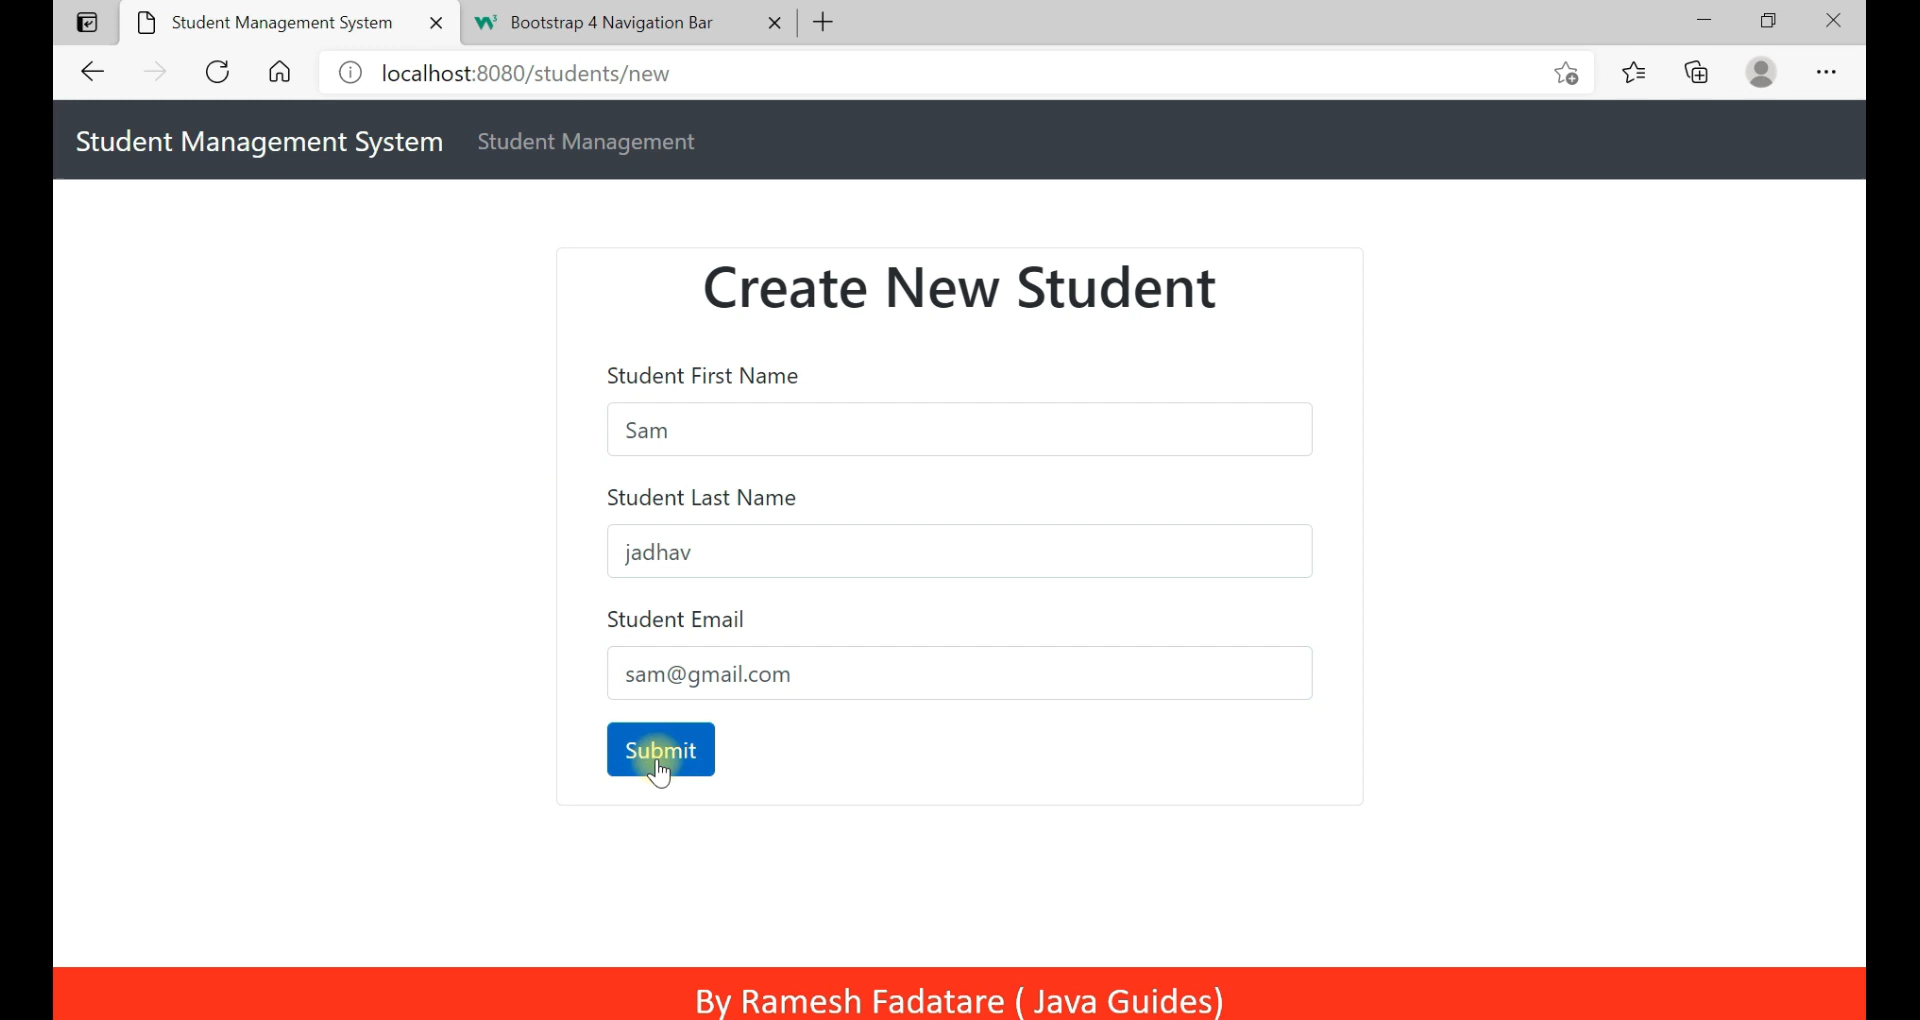 Student Management System
Bootstrap 4 Navigation Bar
localhost:8080/students/new
Student Management System Student Management
Create New Student
Student First Name
Sam
Student Last Name
jadhav
Student Email
sam@gmail.com
Submit
By Ramesh Fadatare ( Java Guides)